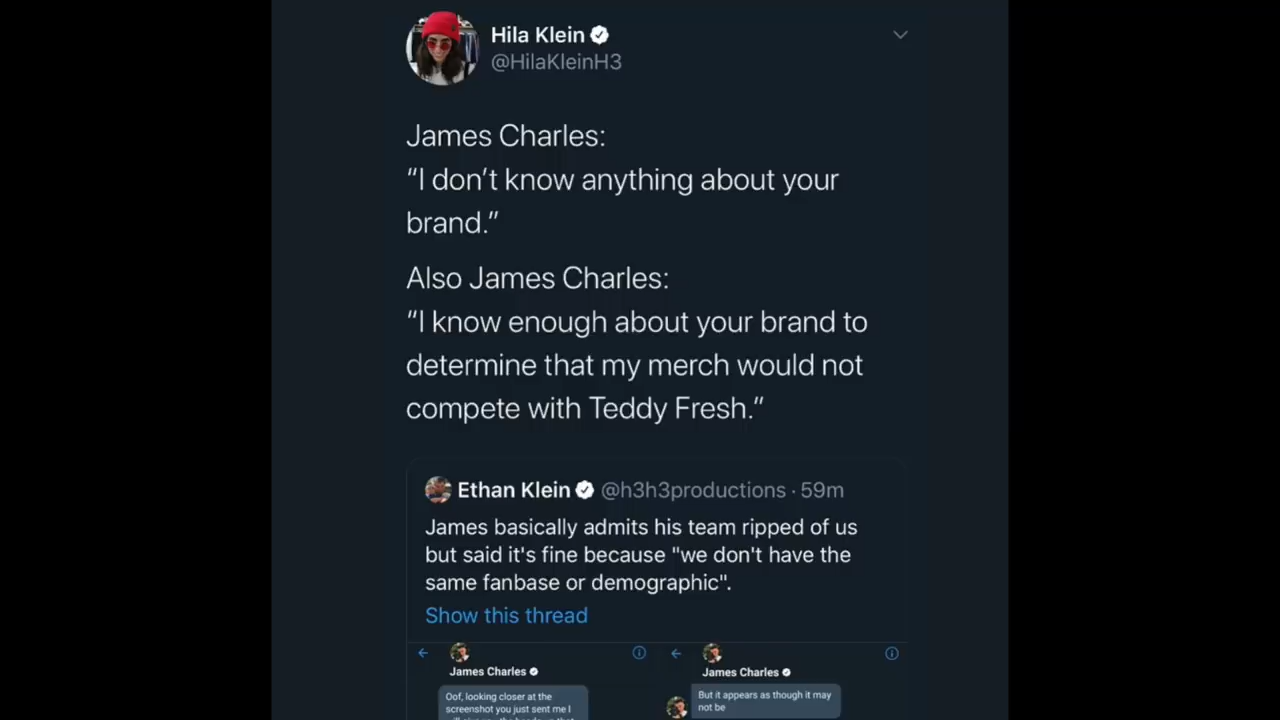 Hila Klein
@HilaKleinH3
James Charles:
“I don’t know anything about your
brand.”
Also James Charles:
“I know enough about your brand to
determine that my merch would not
compete with Teddy Fresh.”
Ethan Klein @h3h3productions · 59m
James basically admits his team ripped of us
but said it's fine because "we don't have the
same fanbase or demographic".
Show this thread
James Charles
Oof, looking closer at the
screenshot you just sent me I
James Charles
But it appears as though it may
not be